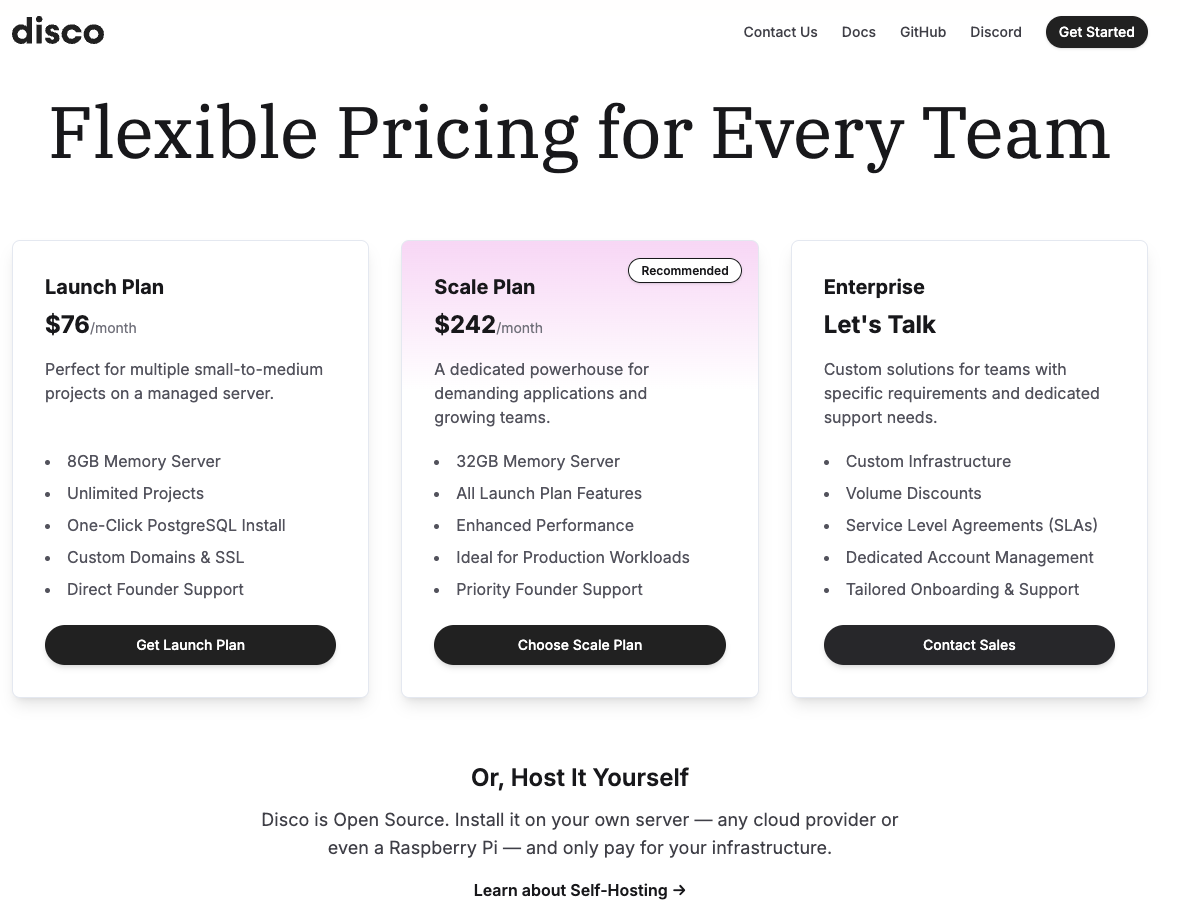 disco
Contact Us
Docs
GitHub
Discord
Get Started
Flexible Pricing for Every Team
Launch Plan
$76/month
Perfect for multiple small-to-medium
projects on a managed server.
• 8GB Memory Server
• Unlimited Projects
• One-Click PostgreSQL Install
• Custom Domains & SSL
• Direct Founder Support
Get Launch Plan
Recommended
Scale Plan
$242/month
A dedicated powerhouse for
demanding applications and
growing teams.
• 32GB Memory Server
• All Launch Plan Features
• Enhanced Performance
• Ideal for Production Workloads
• Priority Founder Support
Choose Scale Plan
Enterprise
Let's Talk
Custom solutions for teams with
specific requirements and dedicated
support needs.
• Custom Infrastructure
• Volume Discounts
• Service Level Agreements (SLAs)
• Dedicated Account Management
• Tailored Onboarding & Support
Contact Sales
Or, Host It Yourself
Disco is Open Source. Install it on your own server — any cloud provider or
even a Raspberry Pi — and only pay for your infrastructure.
Learn about Self-Hosting →